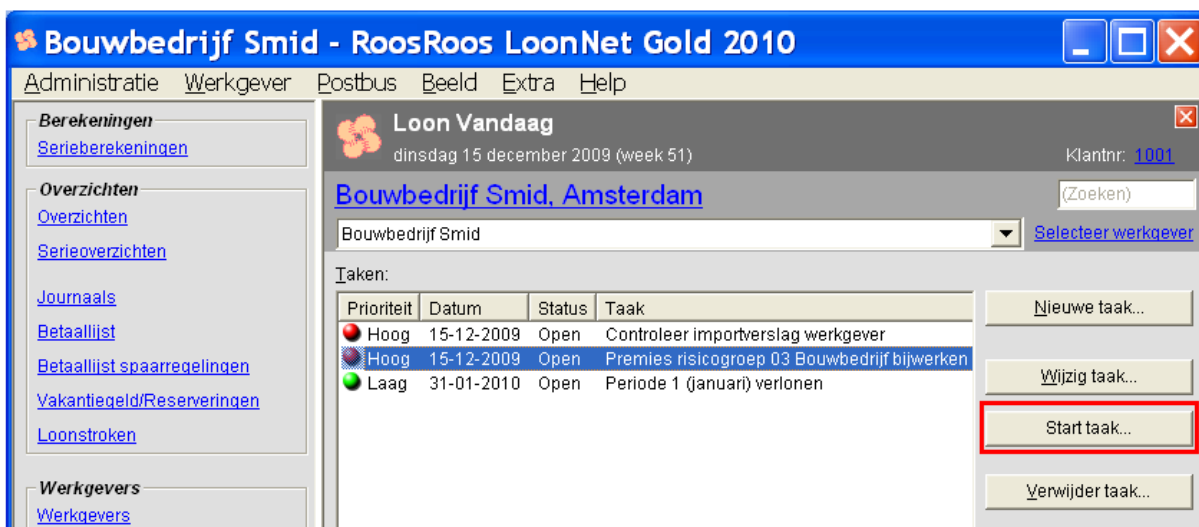 Bouwbedrijf Smid - RoosRoos LoonNet Gold 2010
Administratie Werkgever Postbus Beeld Extra Help
Berekeningen
Serieberekeningen
Overzichten
Overzichten
Serieoverzichten
Journaals
Betaallijst
Betaallijst spaarregelingen
Vakantiegeld/Reserveringen
Loonstroken
Werkgevers
Werkgevers
Loon Vandaag
dinsdag 15 december 2009 (week 51)
Klantnr: 1001
Bouwbedrijf Smid, Amsterdam
(Zoeken)
Bouwbedrijf Smid
Selecteer werkgever
Taken:
Prioriteit Datum Status Taak
Hoog 15-12-2009 Open Controleer importverslag werkgever
Hoog 15-12-2009 Open Premies risicogroep 03 Bouwbedrijf bijwerken
Laag 31-01-2010 Open Periode 1 (januari) verlonen
Nieuwe taak...
Wijzig taak...
Start taak...
Verwijder taak...